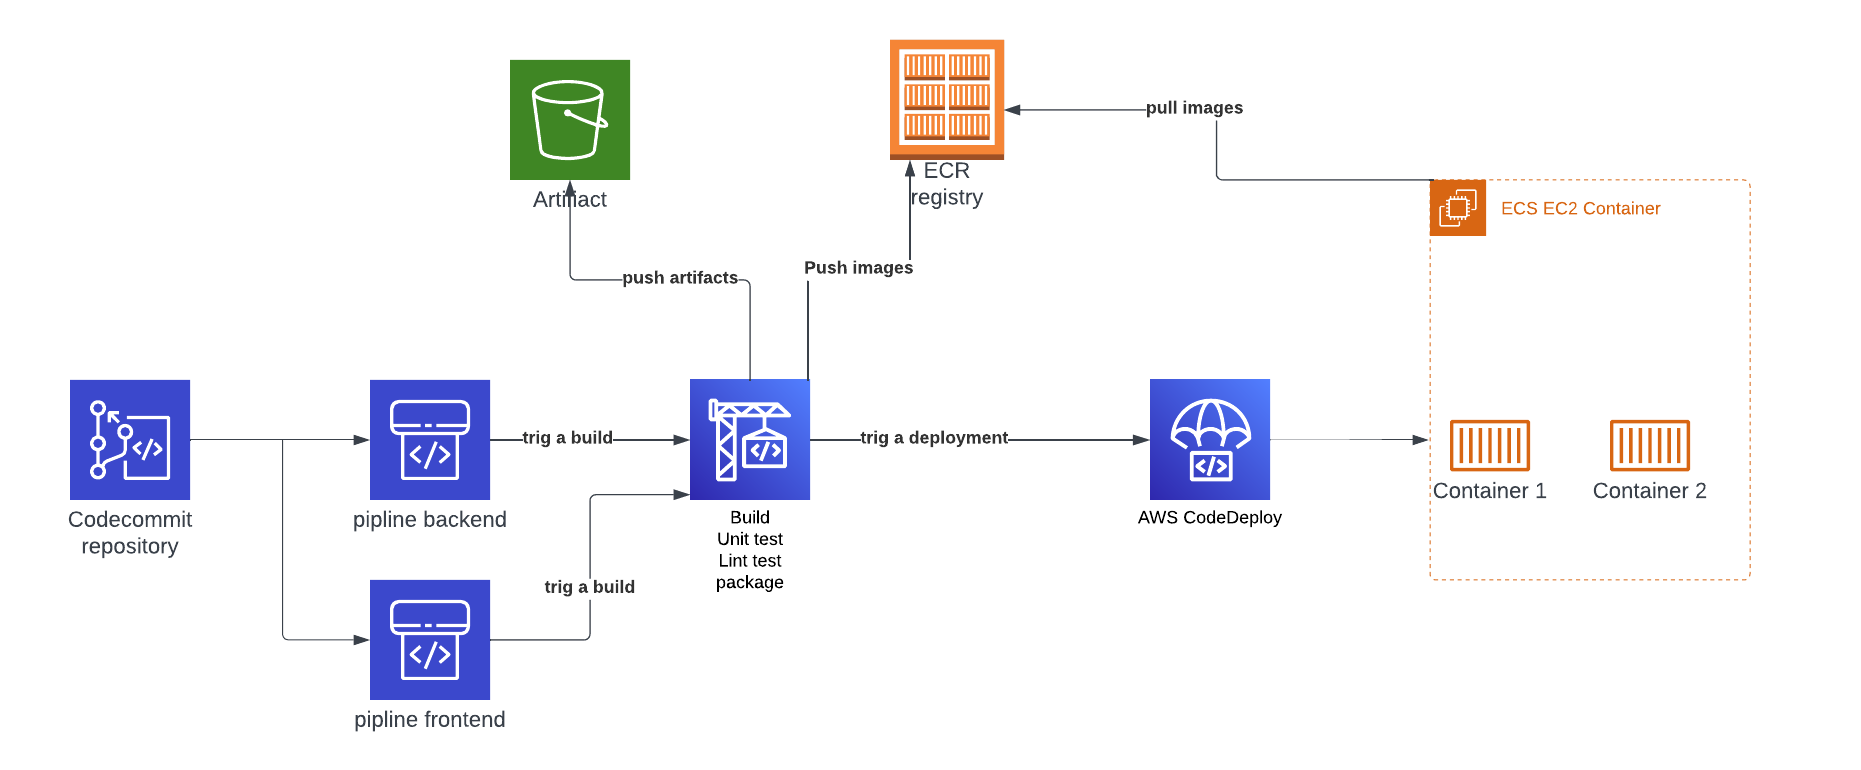 Artifact
ECR
registry
pull images
ECS EC2 Container
push artifacts
Push images
Codecommit
repository
pipline backend
trig a build
Build
Unit test
Lint test
package
trig a deployment
AWS CodeDeploy
Container 1
Container 2
trig a build
pipline frontend